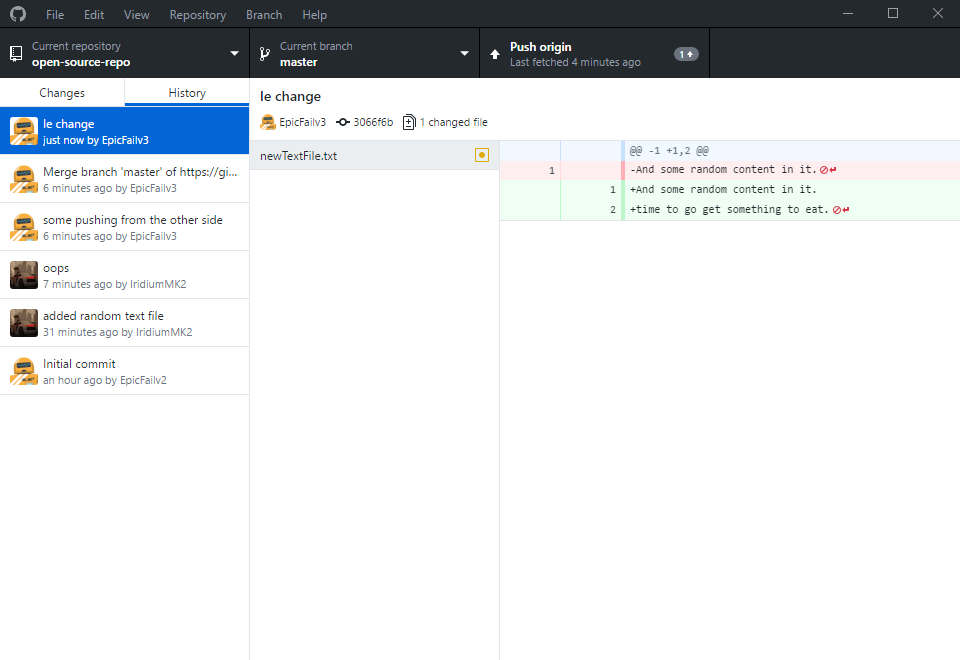 File Edit View Repository Branch Help
Current repository
open-source-repo
Current branch
master
Push origin
Last fetched 4 minutes ago
1
Changes
History
le change
just now by EpicFailv3
Merge branch 'master' of https://gi...
6 minutes ago by EpicFailv3
some pushing from the other side
6 minutes ago by EpicFailv3
oops
7 minutes ago by IridiumMK2
added random text file
31 minutes ago by IridiumMK2
Initial commit
an hour ago by EpicFailv2
le change
EpicFailv3 3066f6b 1 changed file
newTextFile.txt
@@ -1 +1,2 @@
1 -And some random content in it.
1 +And some random content in it.
2 +time to go get something to eat.